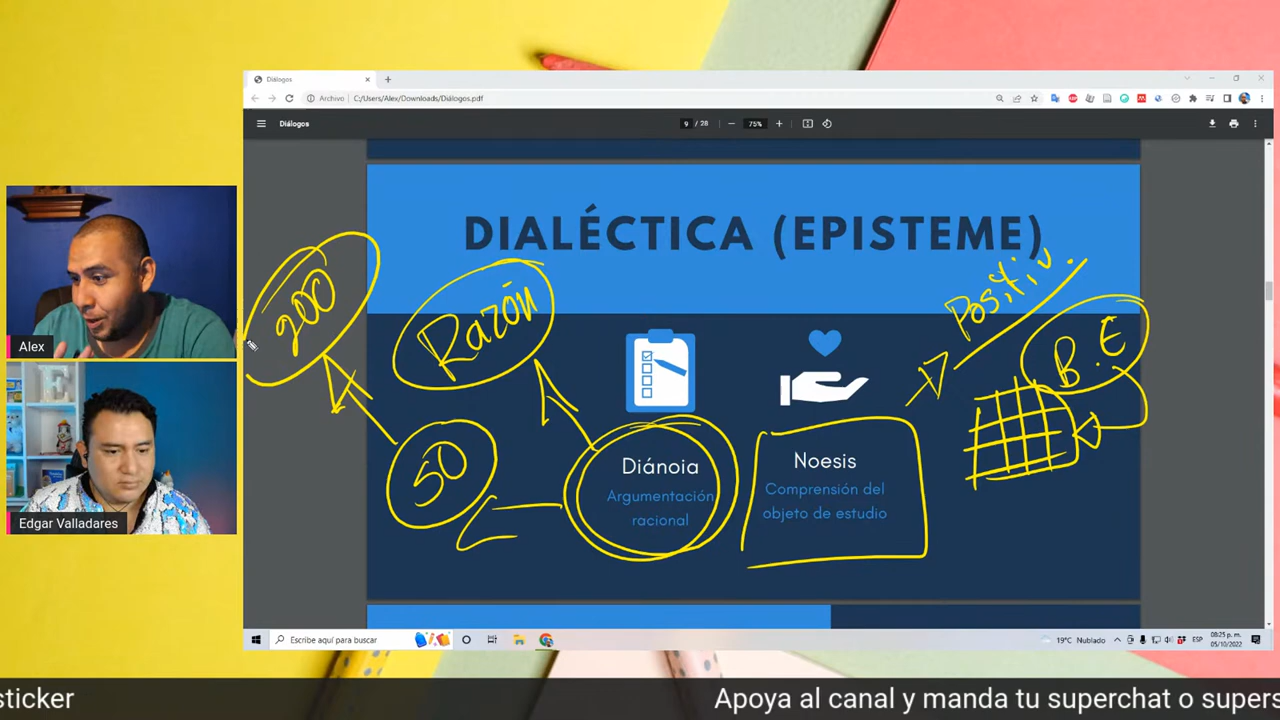 Diálogos
Archivo
C:/Users/Alex/Downloads/Diálogos.pdf
Diálogos
9 / 28
75%
DIALÉCTICA (EPISTEME)
200
Razón
Positiv.
B.E
50
Diánoia
Argumentación
racional
Noesis
Comprensión del
objeto de estudio
Alex
Edgar Valladares
Escribe aquí para buscar
19°C Nublado
ESP
08:25 p. m.
05/10/2022
sticker
Apoya al canal y manda tu superchat o supers